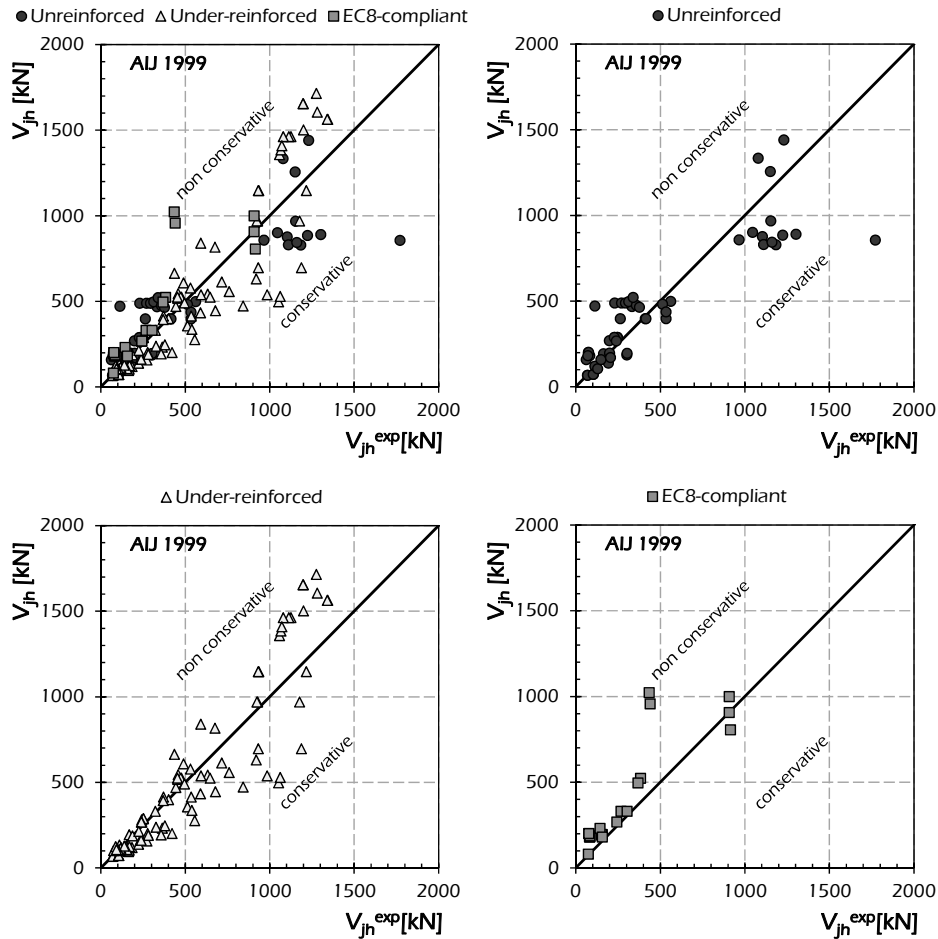 Unreinforced Under-reinforced EC8-compliant
AIJ 1999
V_jh [kN]
2000
1500
1000
500
0
non conservative
conservative
0 500 1000 1500 2000
V_jh^exp[kN]
Unreinforced
AIJ 1999
V_jh [kN]
2000
1500
1000
500
0
non conservative
conservative
0 500 1000 1500 2000
V_jh^exp[kN]
Under-reinforced
AIJ 1999
V_jh [kN]
2000
1500
1000
500
0
non conservative
conservative
0 500 1000 1500 2000
V_jh^exp[kN]
EC8-compliant
AIJ 1999
V_jh [kN]
2000
1500
1000
500
0
non conservative
conservative
0 500 1000 1500 2000
V_jh^exp[kN]